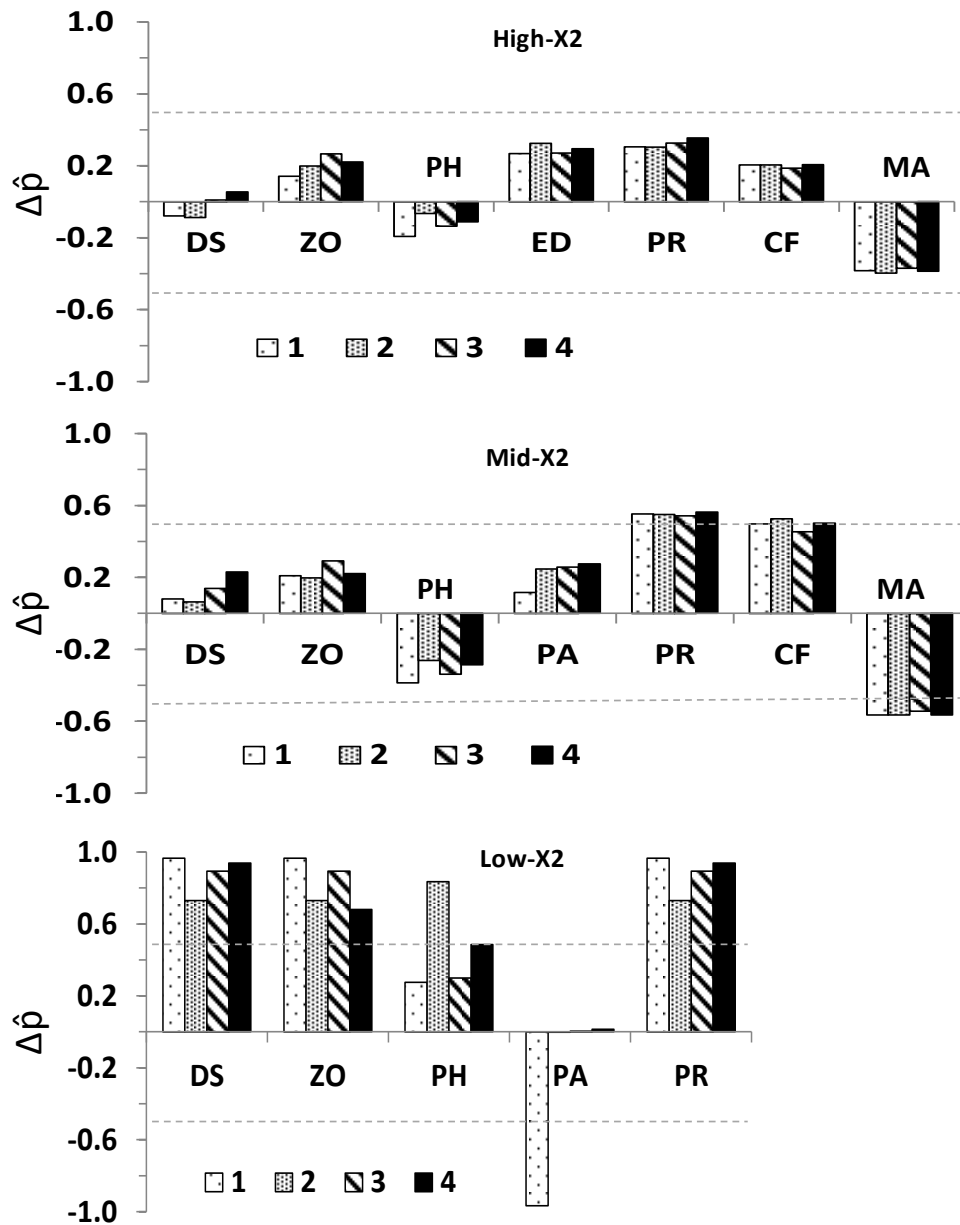 High-X2
1.0
0.6
0.2
-0.2
-0.6
-1.0
Δp̂
PH
MA
DS ZO ED PR CF
1 2 3 4
Mid-X2
1.0
0.6
0.2
-0.2
-0.6
-1.0
Δp̂
PH
MA
DS ZO PA PR CF
1 2 3 4
Low-X2
1.0
0.6
0.2
-0.2
-0.6
-1.0
Δp̂
DS ZO PH PA PR
1 2 3 4